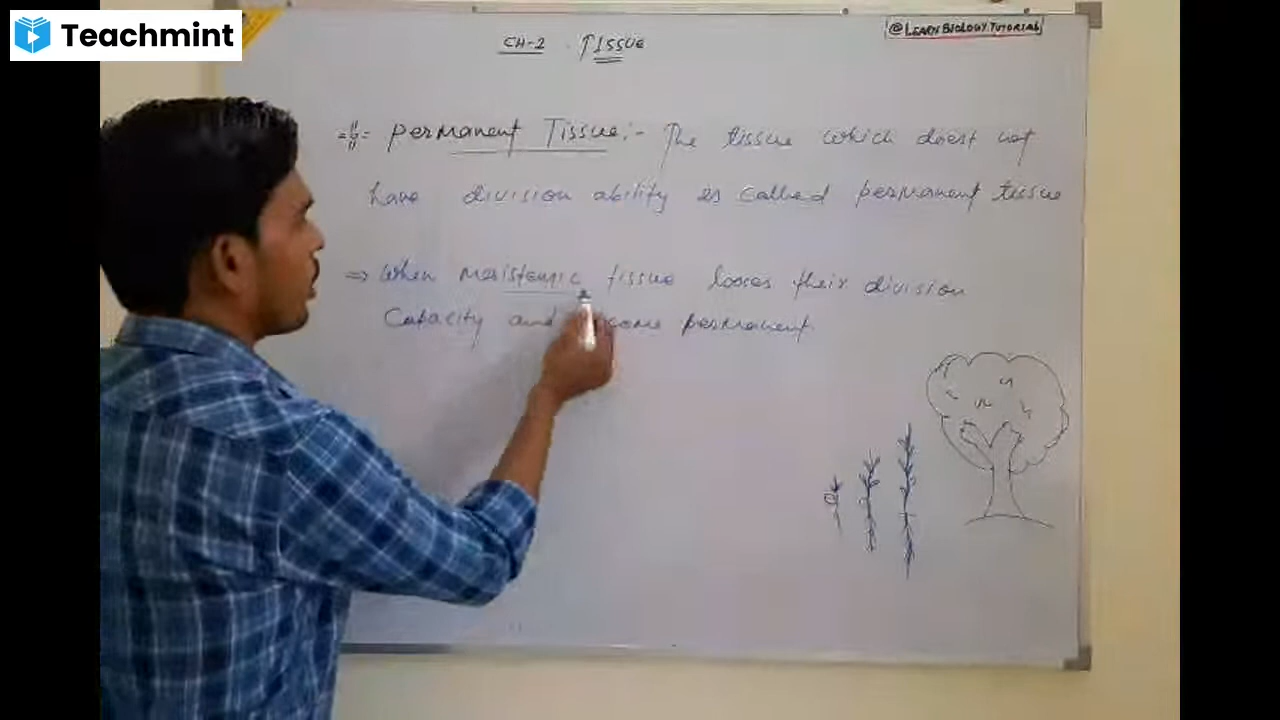 Teachmint
@LEARN BIOLOGY TUTORIAL
CH-2 TISSUE
Permanent Tissue:- The tissue which doest not
have division ability is called permanent tissue
⇒ When Meristemic tissue looses their division
Capacity and become permanent.